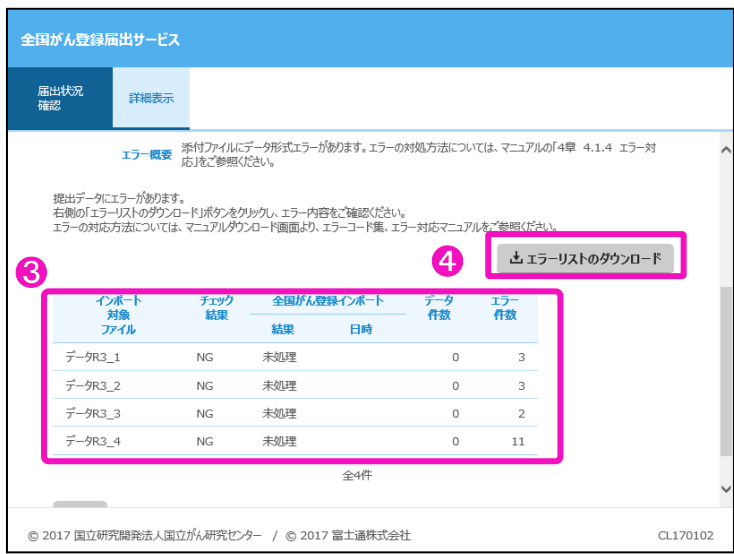 全国がん登録届出サービス
届出状況
確認
詳細表示
エラー概要
添付ファイルにデータ形式エラーがあります。エラーの対処方法については、マニュアルの「4章 4.1.4 エラー対
応」をご参照ください。
提出データにエラーがあります。
右側の「エラーリストのダウンロード」ボタンをクリックし、エラー内容をご確認ください。
エラーの対応方法については、マニュアルダウンロード画面より、エラーコード集、エラー対応マニュアルをご参照ください。
4
エラーリストのダウンロード
3
インポート
対象
ファイル
チェック
結果
全国がん登録インポート
結果 日時
データ
件数
エラー
件数
データR3_1 NG 未処理 0 3
データR3_2 NG 未処理 0 3
データR3_3 NG 未処理 0 2
データR3_4 NG 未処理 0 11
全4件
© 2017 国立研究開発法人国立がん研究センター / © 2017 富士通株式会社 CL170102